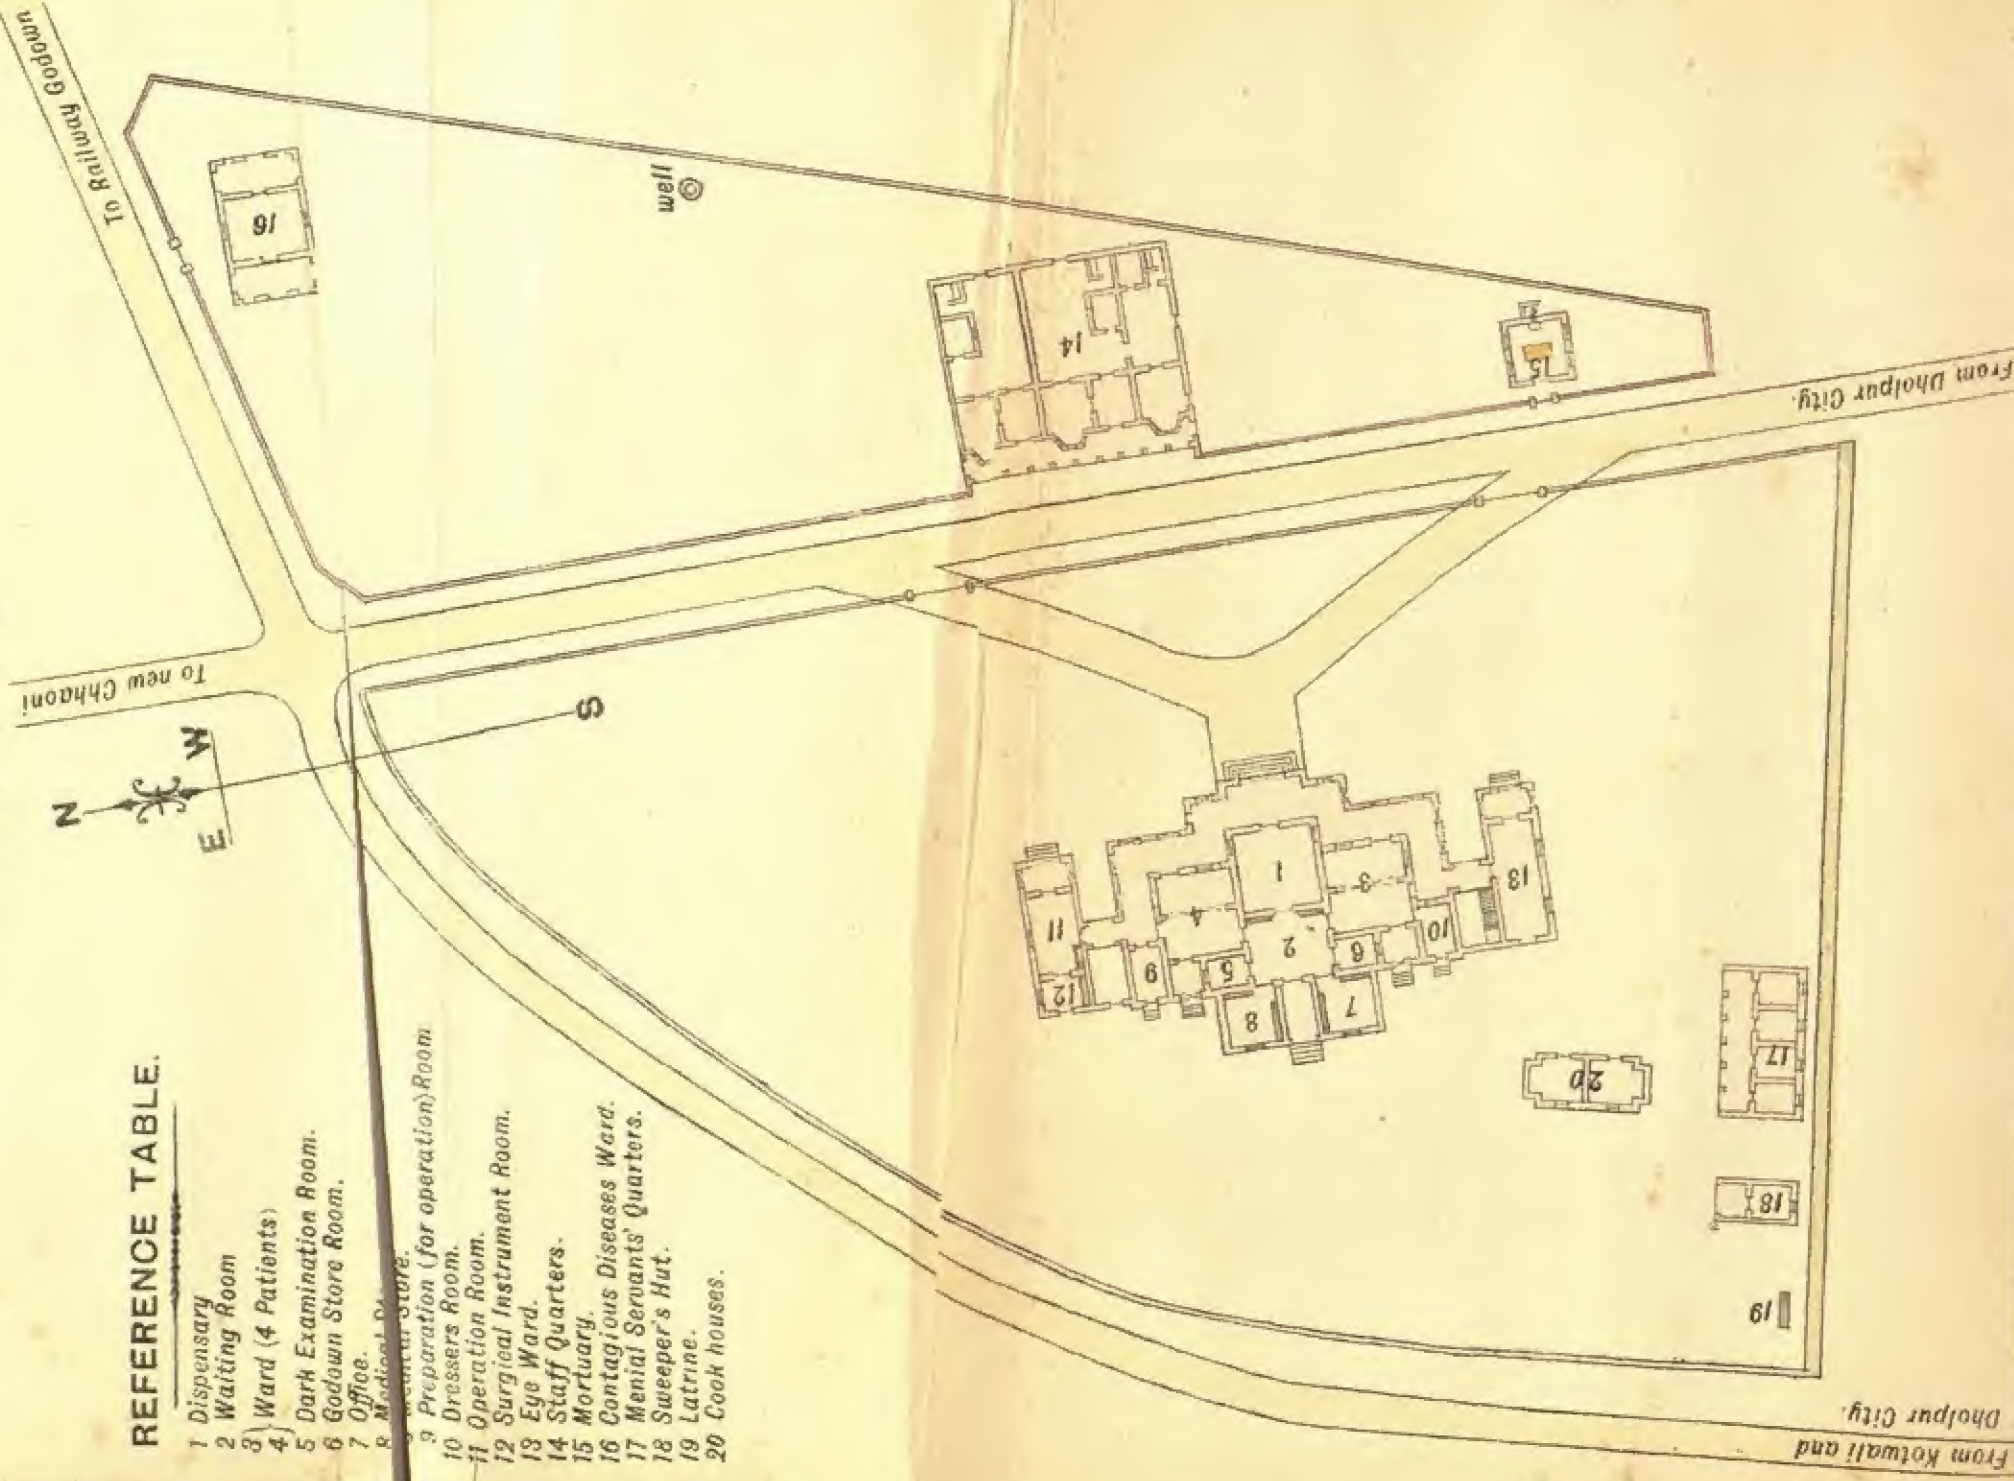 REFERENCE TABLE.
1 Dispensary
2 Waiting Room
3 } Ward (4 Patients)
4 }
5 Dark Examination Room.
6 Godown Store Room.
7 Office.
8 Store.
9 Preparation (for operation) Room
10 Dressers Room.
11 Operation Room.
12 Surgical Instrument Room.
13 Eye Ward.
14 Staff Quarters.
15 Mortuary.
16 Contagious Diseases Ward.
17 Menial Servants' Quarters.
18 Sweeper's Hut.
19 Latrine.
20 Cook houses.
To Railway Godown
To new Chhaoni
N
W
E
S
well
From Dholpur City.
From Kotwali and
Dholpur City.
1
2
3
4
5
6
7
8
9
10
11
12
13
14
15
16
17
18
19
20